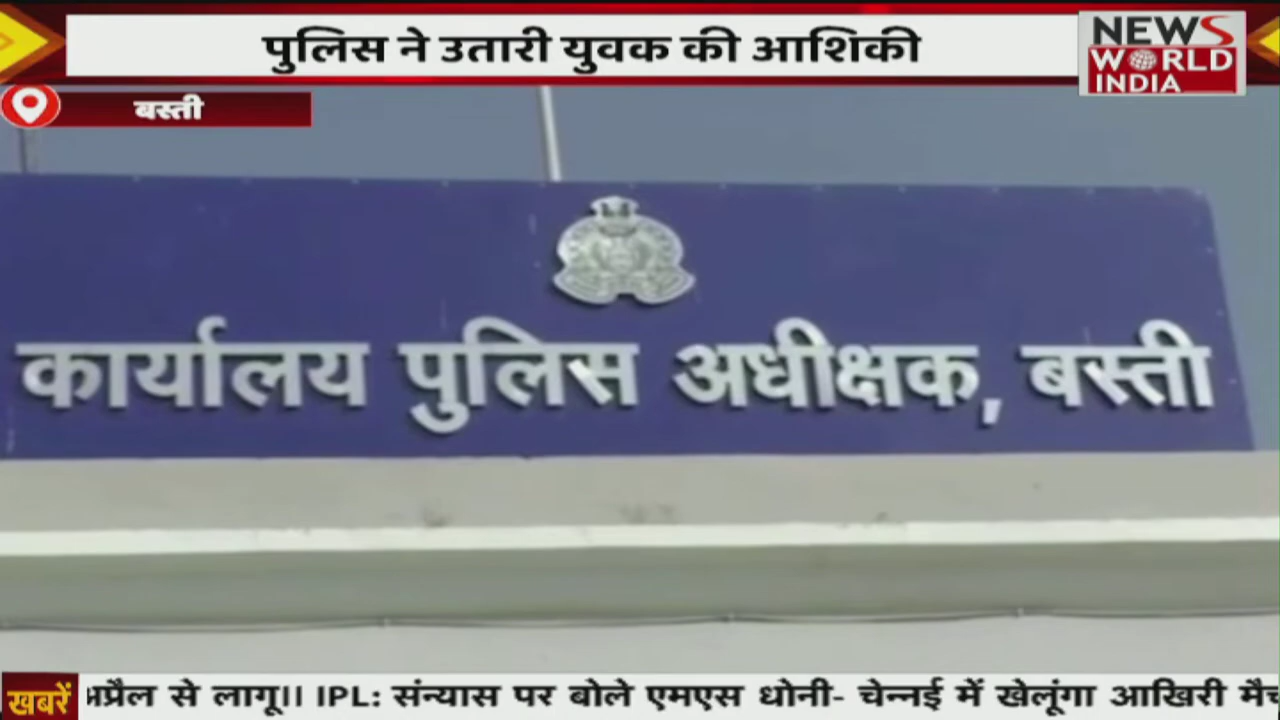 पुलिस ने उतारी युवक की आशिकी
NEWS
WORLD
INDIA
बस्ती
कार्यालय पुलिस अधीक्षक, बस्ती
खबरें
से लागू।। IPL: संन्यास पर बोले एमएस धोनी- चेन्नई में खेलूंगा आखिरी